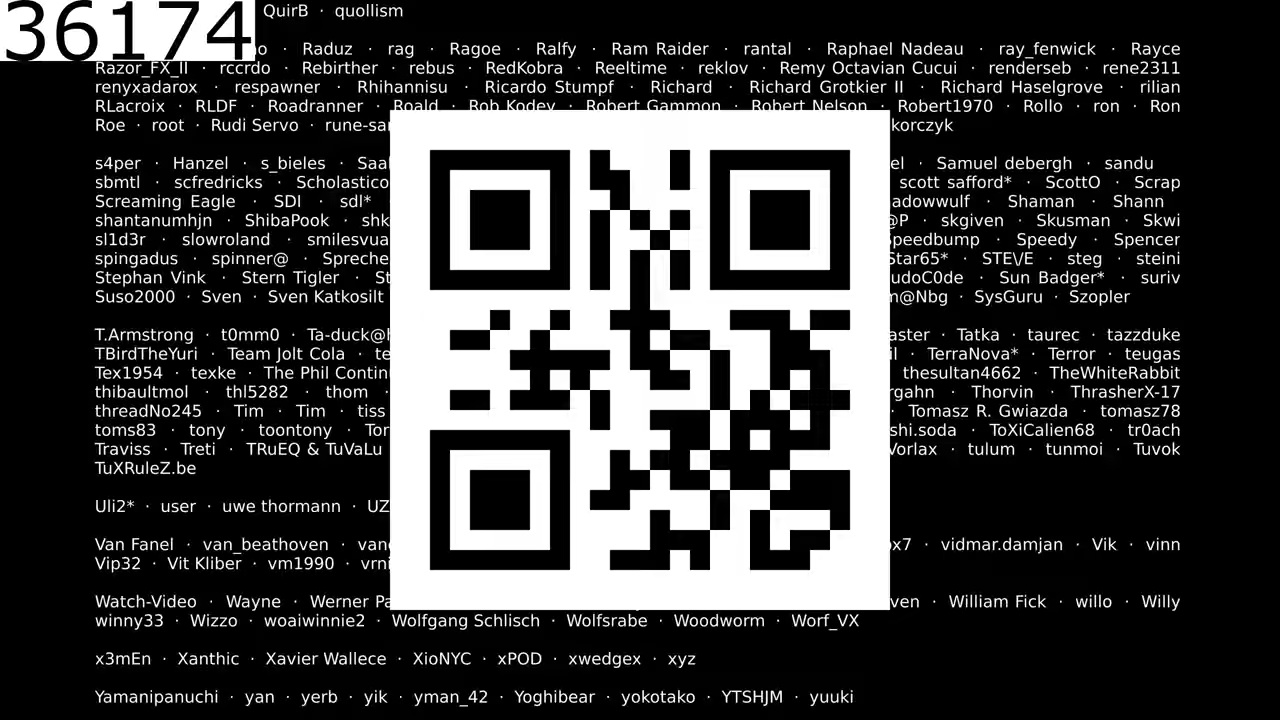 36174
QuirB · quollism
· Raduz · rag · Ragoe · Ralfy · Ram Raider · rantal · Raphael Nadeau · ray_fenwick · Rayce
Razor_FX_II · rccrdo · Rebirther · rebus · RedKobra · Reeltime · reklov · Remy Octavian Cucui · renderseb · rene2311
renyxadarox · respawner · Rhihannisu · Ricardo Stumpf · Richard · Richard Grotkier II · Richard Haselgrove · rilian
RLacroix · RLDF · Roadranner · Roald · Rob Kodey · Robert Gammon · Robert Nelson · Robert1970 · Rollo · ron · Ron
Roe · root · Rudi Servo ·
s4per · Hanzel · s_bieles · · Samuel debergh · sandu
sbmtl · scfredricks · Scholastico scott safford* · ScottO · Scrap
Screaming Eagle · SDI · sdl* · Shaman · Shann
shantanumhjn · ShibaPook · · skgiven · Skusman · Skwi
sl1d3r · slowroland · Speedbump · Speedy · Spencer
spingadus · spinner@ · Star65* · STE\/E · steg · steini
Stephan Vink · Stern Tigler · · Sun Badger* · suriv
Suso2000 · Sven · Sven Katkosilt · SysGuru · Szopler
T.Armstrong · t0mm0 · · Tatka · taurec · tazzduke
TBirdTheYuri · Team Jolt Cola · · TerraNova* · Terror · teugas
Tex1954 · texke · thesultan4662 · TheWhiteRabbit
thibaultmol · thl5282 · thom · · Thorvin · ThrasherX-17
threadNo245 · Tim · Tim · tiss · Tomasz R. Gwiazda · tomasz78
toms83 · tony · toontony · · ToXiCalien68 · tr0ach
Traviss · Treti · TRuEQ & TuVaLu Vorlax · tulum · tunmoi · Tuvok
TuXRuleZ.be
Uli2* · user · uwe thormann ·
Van Fanel · van_beathoven · · vidmar.damjan · Vik · vinn
Vip32 · Vit Kliber · vm1990 ·
Watch-Video · Wayne · · William Fick · willo · Willy
winny33 · Wizzo · woaiwinnie2 · Wolfgang Schlisch · Wolfsrabe · Woodworm · Worf_VX
x3mEn · Xanthic · Xavier Wallece · XioNYC · xPOD · xwedgex · xyz
Yamanipanuchi · yan · yerb · yik · yman_42 · Yoghibear · yokotako · YTSHJM · yuuki